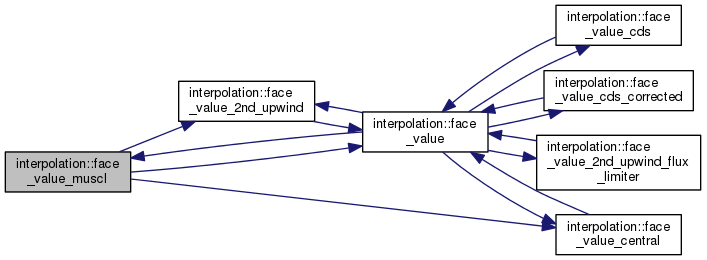 interpolation::face
_value_cds
interpolation::face
_value_2nd_upwind
interpolation::face
_value_cds_corrected
interpolation::face
_value
interpolation::face
_value_muscl
interpolation::face
_value_2nd_upwind_flux
_limiter
interpolation::face
_value_central